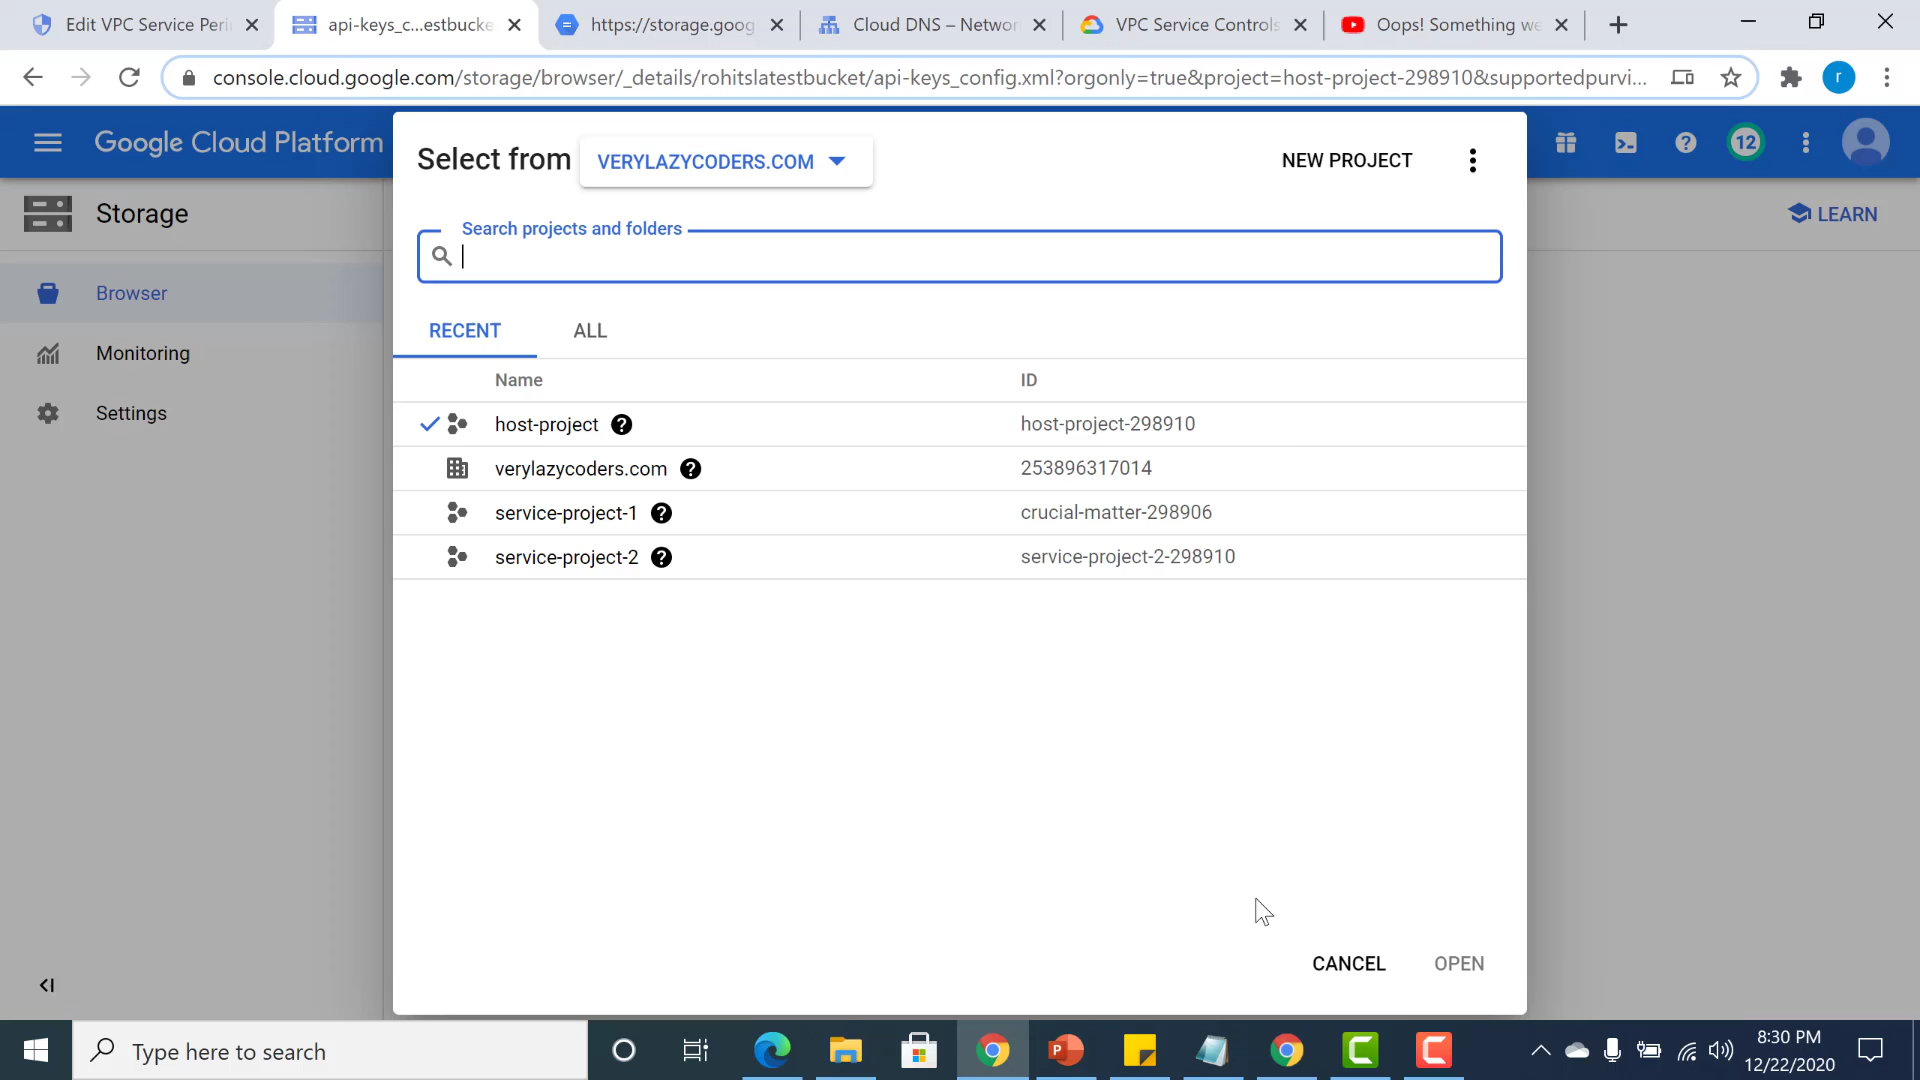 Edit VPC Service Peri
api-keys_c...estbucke
https://storage.goog
Cloud DNS – Networ
VPC Service Controls
Oops! Something we
console.cloud.google.com/storage/browser/_details/rohitslatestbucket/api-keys_config.xml?orgonly=true&project=host-project-298910&supportedpurvi...
r
Google Cloud Platform
12
Select from
VERYLAZYCODERS.COM
NEW PROJECT
Storage
LEARN
Search projects and folders
Browser
Monitoring
Settings
RECENT
ALL
Name
ID
host-project
host-project-298910
verylazycoders.com
253896317014
service-project-1
crucial-matter-298906
service-project-2
service-project-2-298910
CANCEL
OPEN
Type here to search
8:30 PM
12/22/2020